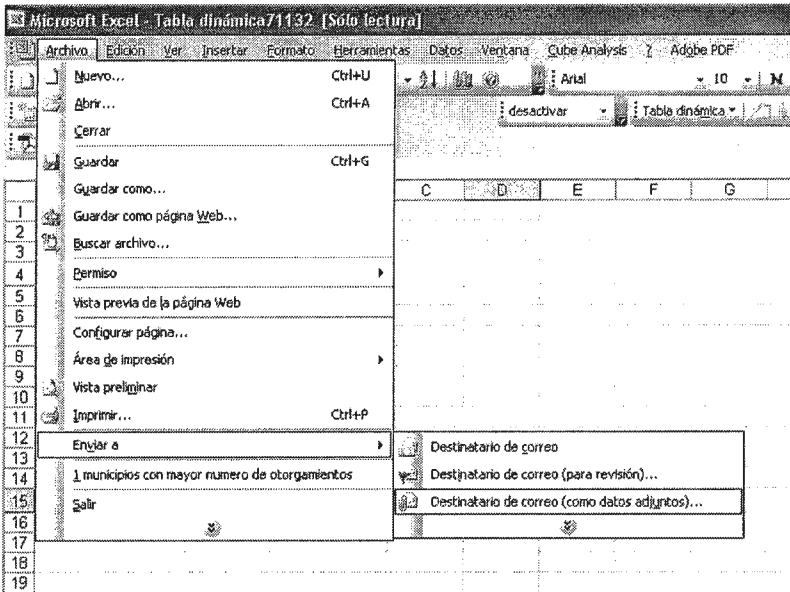 Microsoft Excel - Tabla dinámica71132 [Sólo lectura]
Archivo Edición Ver Insertar Formato Herramientas Datos Ventana Cube Analysis ? Adobe PDF
Nuevo... Ctrl+U
Arial 10 N
Abrir... Ctrl+A
desactivar Tabla dinámica
Cerrar
Guardar Ctrl+G
Guardar como...
C D E F G
Guardar como página Web...
Buscar archivo...
Permiso
Vista previa de la página Web
Configurar página...
Área de impresión
Vista preliminar
Imprimir... Ctrl+P
Enviar a
Destinatario de correo
1 municipios con mayor numero de otorgamientos
Destinatario de correo (para revisión)...
Salir
Destinatario de correo (como datos adjuntos)...
1
2
3
4
5
6
7
8
9
10
11
12
13
14
15
16
17
18
19